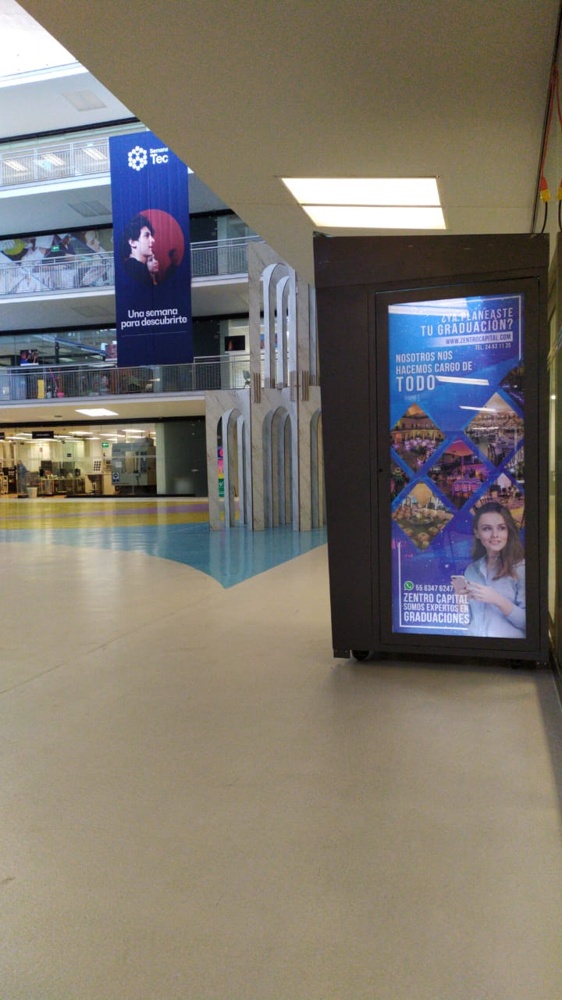 Semana
Tec
Una semana
para descubrirte
¿YA PLANEASTE
TU GRADUACIÓN?
WWW.ZENTROCAPITAL.COM
TEL. 24 63 11 35
NOSOTROS NOS
HACEMOS CARGO DE
TODO
55 6347 6247
ZENTRO CAPITAL
SOMOS EXPERTOS EN
GRADUACIONES